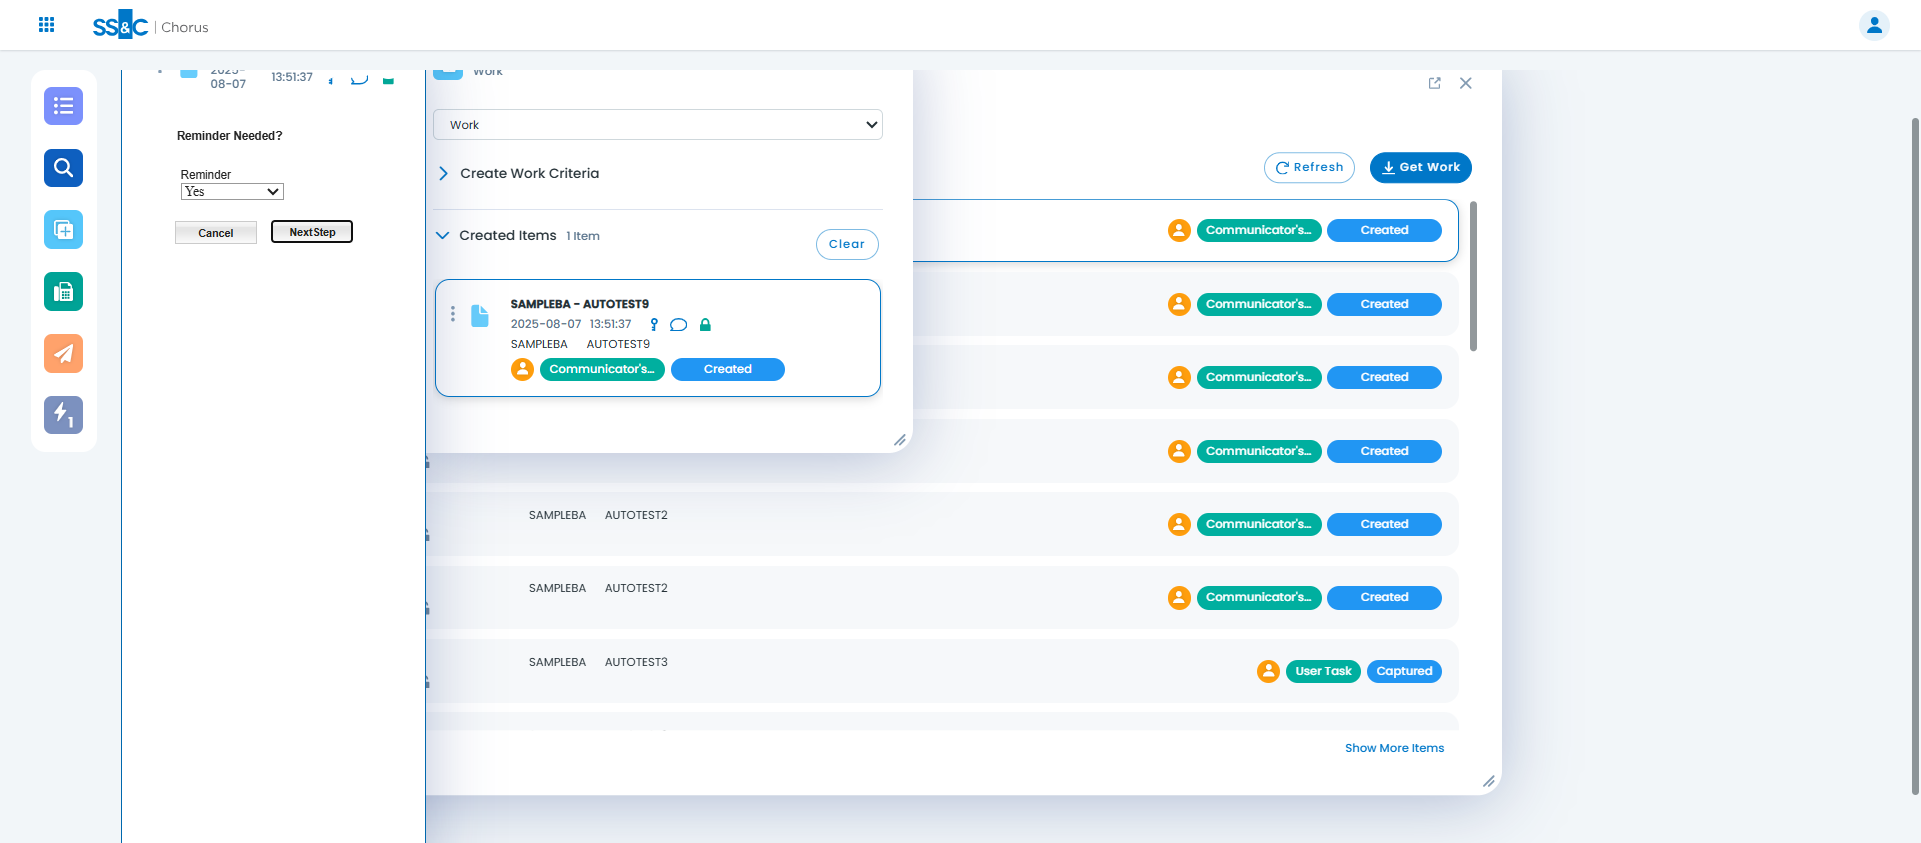 SS&C | Chorus
2025-
08-07
13:51:37
Reminder Needed?
Reminder
Yes
Cancel
NextStep
Work
Work
Create Work Criteria
Created Items 1 Item
Clear
SAMPLEBA - AUTOTEST9
2025-08-07 13:51:37
SAMPLEBA AUTOTEST9
Communicator's... Created
Refresh
Get Work
Communicator's... Created
Communicator's... Created
Communicator's... Created
Communicator's... Created
SAMPLEBA AUTOTEST2 Communicator's... Created
SAMPLEBA AUTOTEST2 Communicator's... Created
SAMPLEBA AUTOTEST3 User Task Captured
Show More Items
1